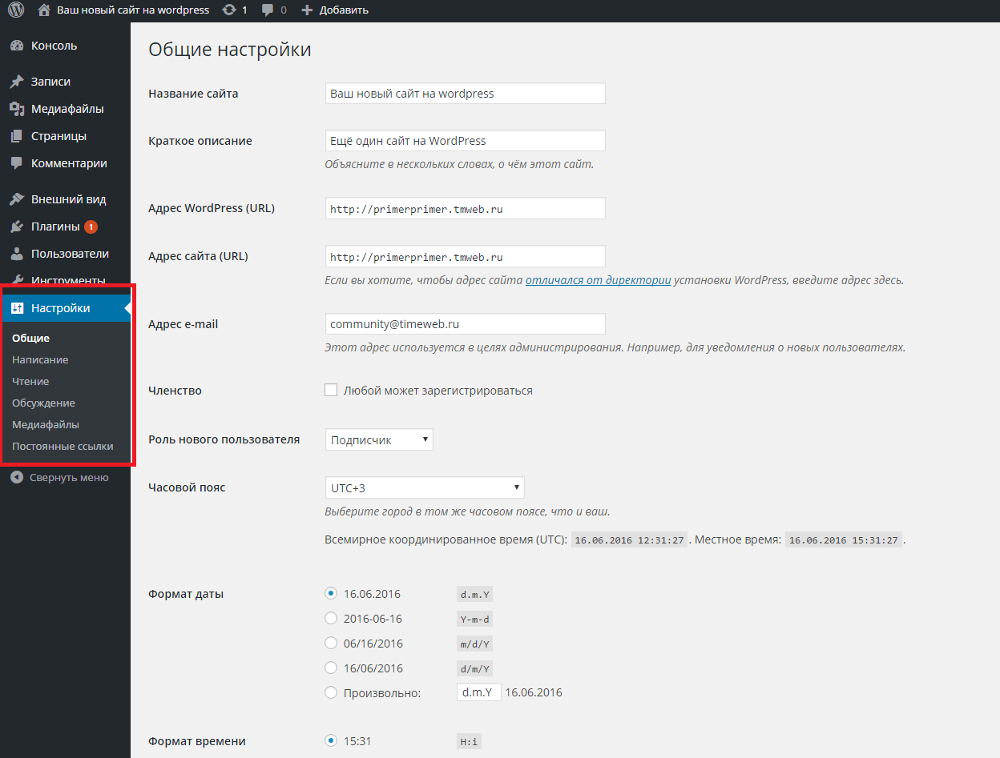 Ваш новый сайт на wordpress 1 0 Добавить
Консоль
Записи
Медиафайлы
Страницы
Комментарии
Внешний вид
Плагины 1
Пользователи
Инструменты
Настройки
Общие
Написание
Чтение
Обсуждение
Медиафайлы
Постоянные ссылки
Свернуть меню
Общие настройки
Название сайта Ваш новый сайт на wordpress
Краткое описание Ещё один сайт на WordPress
Объясните в нескольких словах, о чём этот сайт.
Адрес WordPress (URL) http://primerprimer.tmweb.ru
Адрес сайта (URL) http://primerprimer.tmweb.ru
Если вы хотите, чтобы адрес сайта отличался от директории установки WordPress, введите адрес здесь.
Адрес e-mail community@timeweb.ru
Этот адрес используется в целях администрирования. Например, для уведомления о новых пользователях.
Членство Любой может зарегистрироваться
Роль нового пользователя Подписчик
Часовой пояс UTC+3
Выберите город в том же часовом поясе, что и ваш.
Всемирное координированное время (UTC): 16.06.2016 12:31:27 . Местное время: 16.06.2016 15:31:27 .
Формат даты 16.06.2016 d.m.Y
2016-06-16 Y-m-d
06/16/2016 m/d/Y
16/06/2016 d/m/Y
Произвольно: d.m.Y 16.06.2016
Формат времени 15:31 H:i